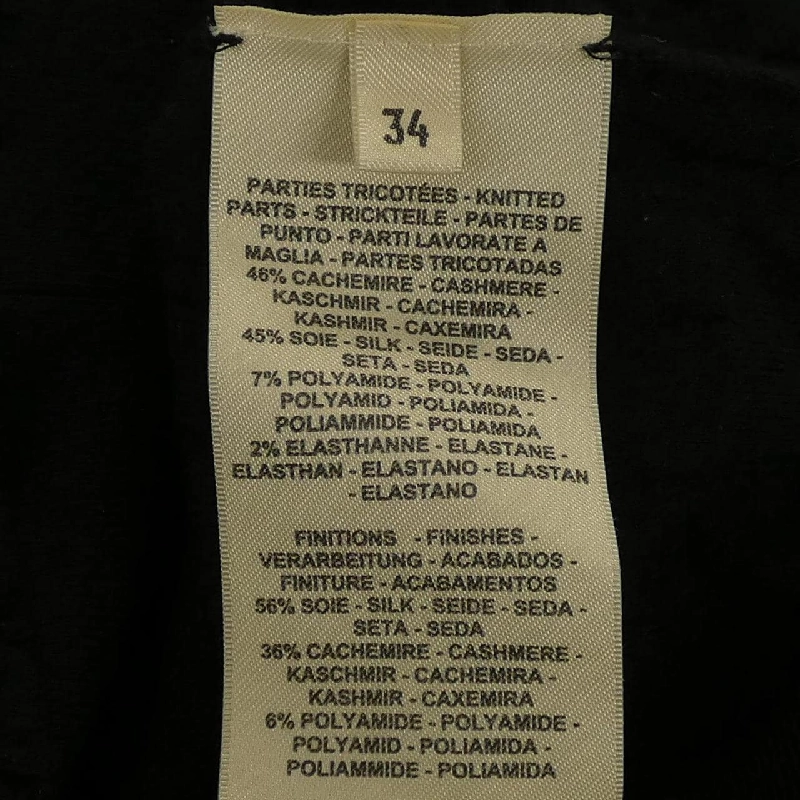 34
PARTIES TRICOTÉES - KNITTED
PARTS - STRICKTEILE - PARTES DE
PUNTO - PARTI LAVORATE A
MAGLIA - PARTES TRICOTADAS
46% CACHEMIRE - CASHMERE -
KASCHMIR - CACHEMIRA -
KASHMIR - CAXEMIRA
45% SOIE - SILK - SEIDE - SEDA -
SETA - SEDA
7% POLYAMIDE - POLYAMIDE -
POLYAMID - POLIAMIDA -
POLIAMMIDE - POLIAMIDA
2% ELASTHANNE - ELASTANE -
ELASTHAN - ELASTANO - ELASTAN
- ELASTANO
FINITIONS - FINISHES -
VERARBEITUNG - ACABADOS -
FINITURE - ACABAMENTOS
56% SOIE - SILK - SEIDE - SEDA -
SETA - SEDA
36% CACHEMIRE - CASHMERE -
KASCHMIR - CACHEMIRA -
KASHMIR - CAXEMIRA
6% POLYAMIDE - POLYAMIDE -
POLYAMID - POLIAMIDA -
POLIAMMIDE - POLIAMIDA